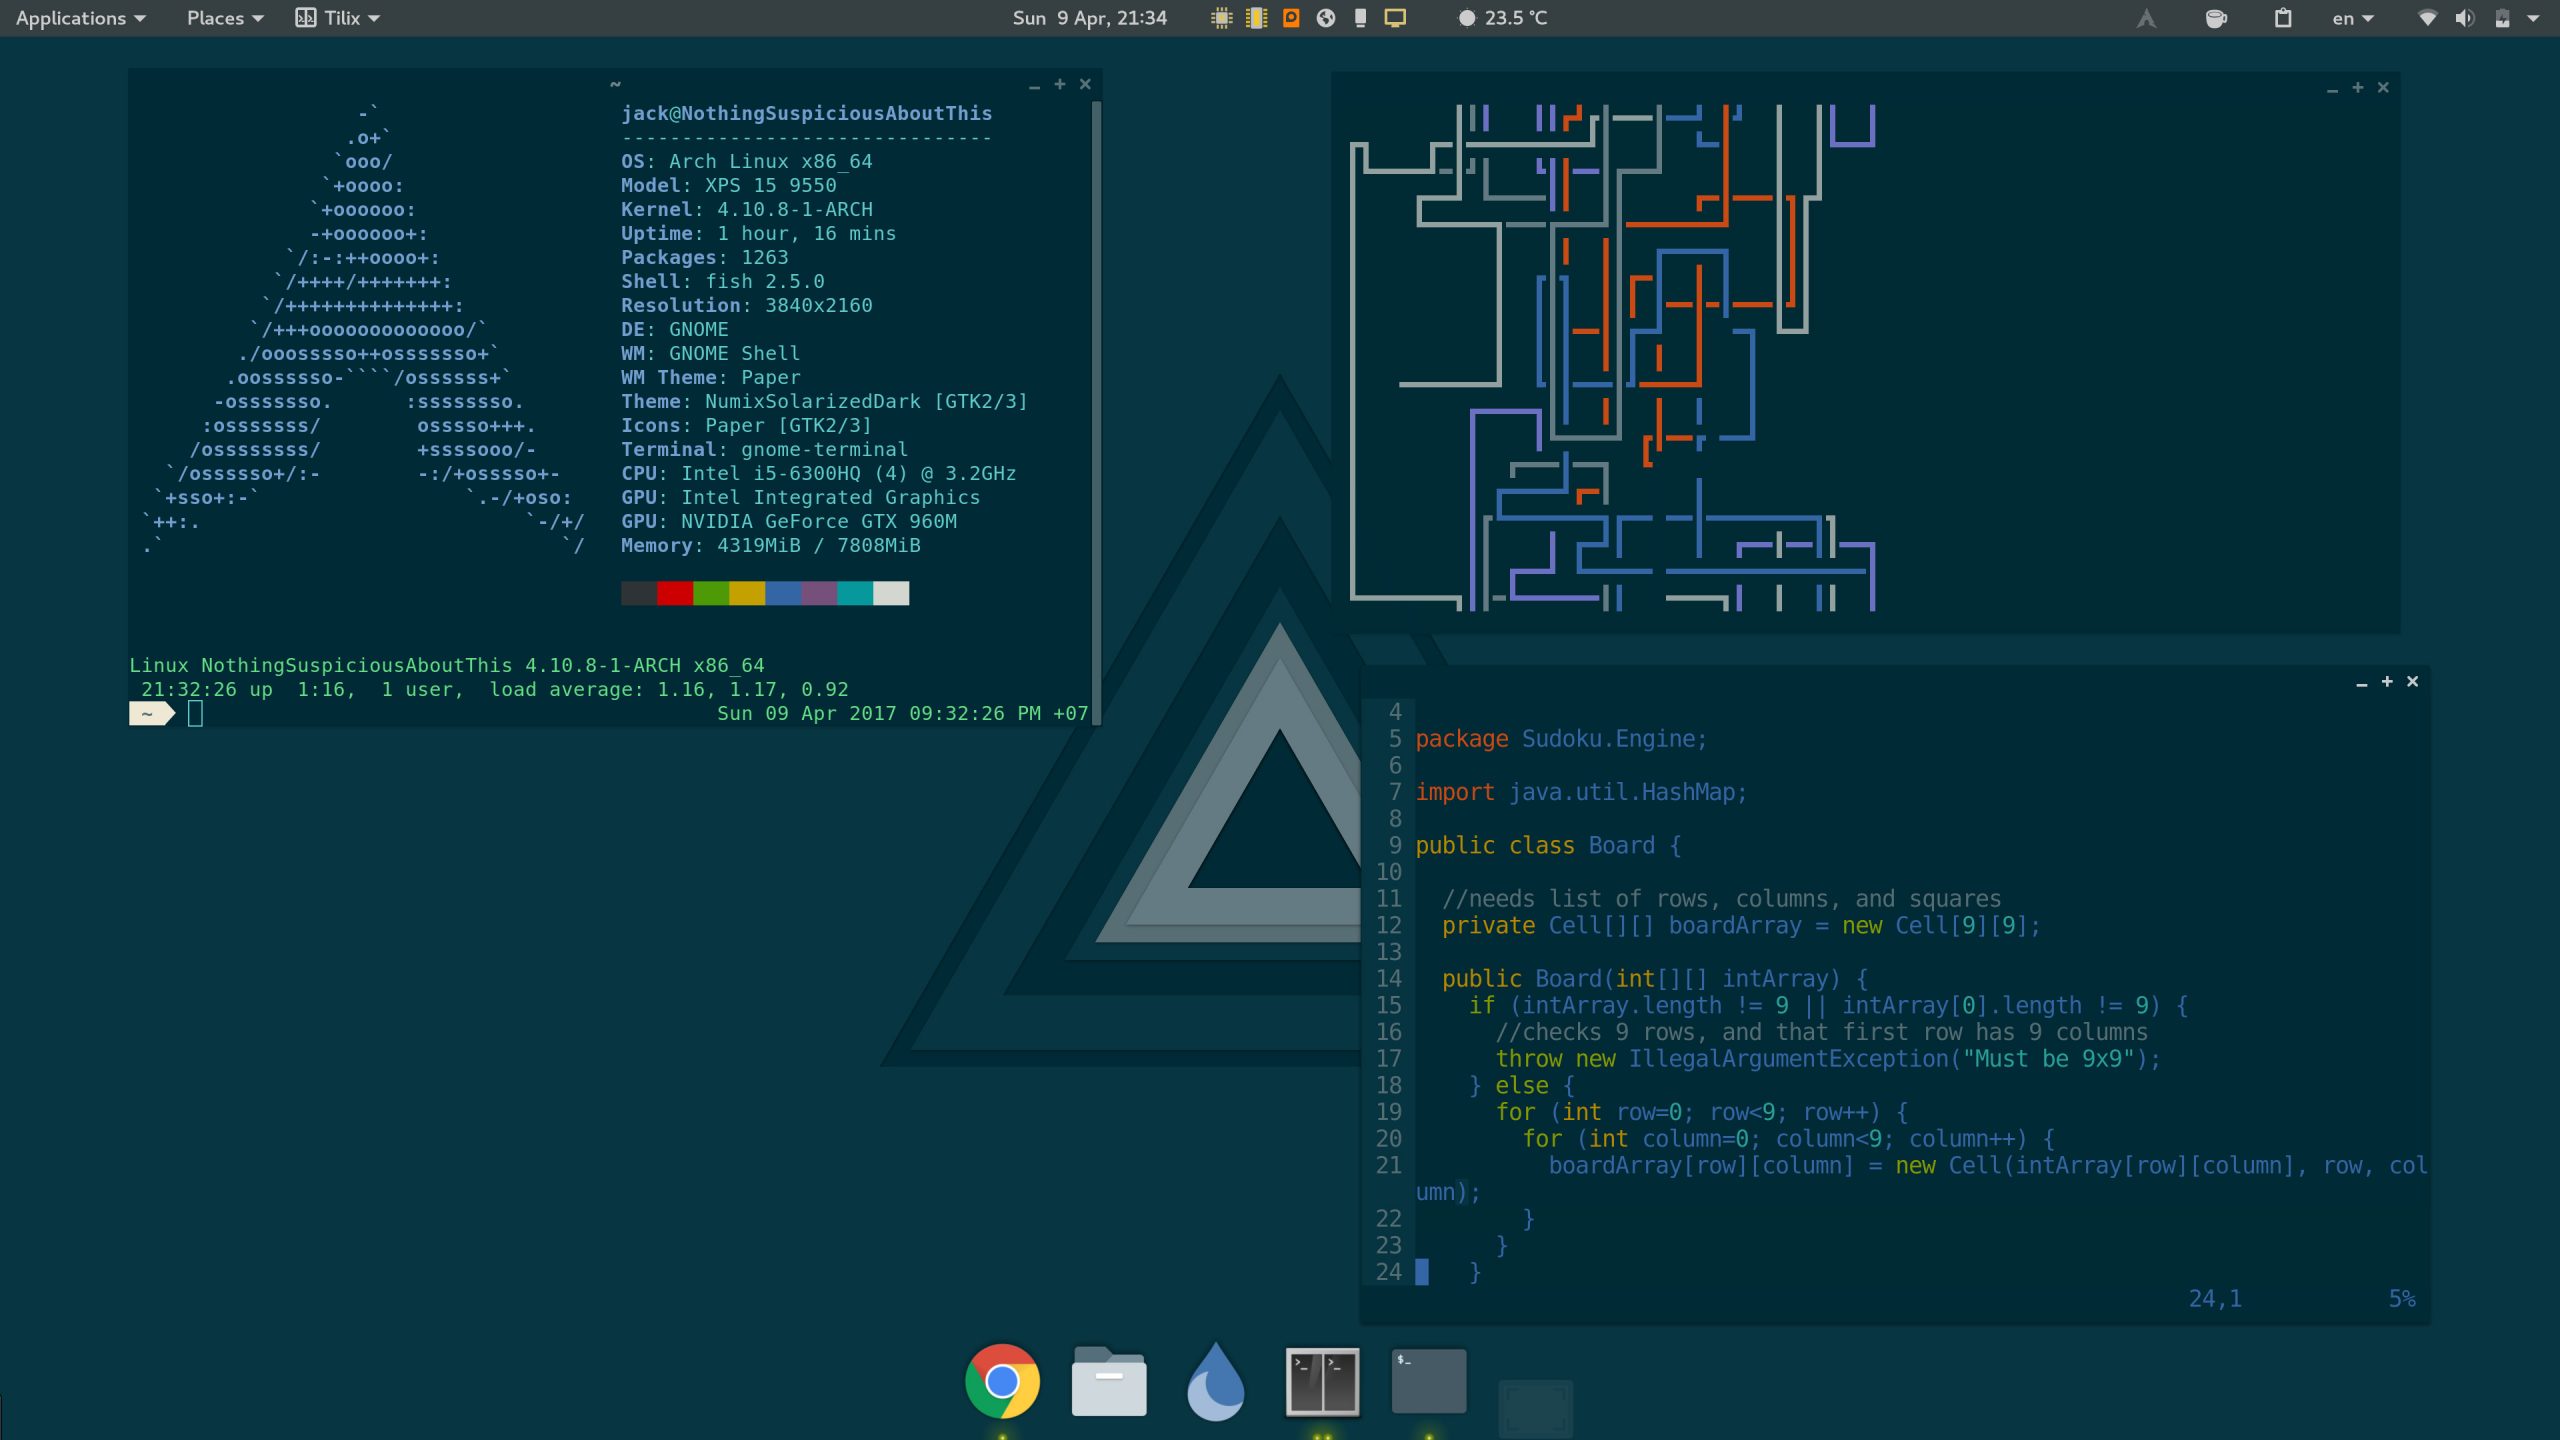 Applications Places Tilix Sun 9 Apr, 21:34 23.5 °C en
~
-`
.o+`
`ooo/
`+oooo:
`+oooooo:
-+oooooo+:
`/:-:++oooo+:
`/++++/+++++++:
`/++++++++++++++:
`/+++ooooooooooooo/`
./ooosssso++osssssso+`
.oossssso-````/ossssss+`
-osssssso. :ssssssso.
:osssssss/ osssso+++.
/ossssssss/ +ssssooo/-
`/ossssso+/:- -:/+osssso+-
`+sso+:-` `.-/+oso:
`++:. `-/+/
.` `/
jack@NothingSuspiciousAboutThis
-------------------------------
OS: Arch Linux x86_64
Model: XPS 15 9550
Kernel: 4.10.8-1-ARCH
Uptime: 1 hour, 16 mins
Packages: 1263
Shell: fish 2.5.0
Resolution: 3840x2160
DE: GNOME
WM: GNOME Shell
WM Theme: Paper
Theme: NumixSolarizedDark [GTK2/3]
Icons: Paper [GTK2/3]
Terminal: gnome-terminal
CPU: Intel i5-6300HQ (4) @ 3.2GHz
GPU: Intel Integrated Graphics
GPU: NVIDIA GeForce GTX 960M
Memory: 4319MiB / 7808MiB
Linux NothingSuspiciousAboutThis 4.10.8-1-ARCH x86_64
21:32:26 up 1:16, 1 user, load average: 1.16, 1.17, 0.92
~ Sun 09 Apr 2017 09:32:26 PM +07
4
5 package Sudoku.Engine;
6
7 import java.util.HashMap;
8
9 public class Board {
10
11 //needs list of rows, columns, and squares
12 private Cell[][] boardArray = new Cell[9][9];
13
14 public Board(int[][] intArray) {
15 if (intArray.length != 9 || intArray[0].length != 9) {
16 //checks 9 rows, and that first row has 9 columns
17 throw new IllegalArgumentException("Must be 9x9");
18 } else {
19 for (int row=0; row<9; row++) {
20 for (int column=0; column<9; column++) {
21 boardArray[row][column] = new Cell(intArray[row][column], row, col
umn);
22 }
23 }
24 }
24,1 5%